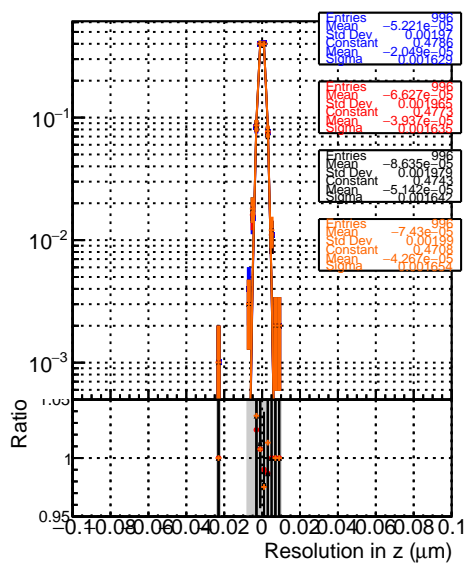 Entries 996
Mean −5.221e−05
Std Dev 0.00197
Constant 0.4786
Mean −2.049e−05
Sigma 0.001629
Entries 996
Mean −6.627e−05
Std Dev 0.001965
Constant 0.4773
Mean −3.937e−05
Sigma 0.001635
Entries 996
Mean −8.635e−05
Std Dev 0.001979
Constant 0.4743
Mean −5.142e−05
Sigma 0.001642
Entries 996
Mean −7.43e−05
Std Dev 0.00199
Constant 0.4708
Mean −4.267e−05
Sigma 0.001654
10−1
10−2
10−3
Ratio
1.05
1
0.95
−0.1 −0.08 −0.06 −0.04 −0.02 0 0.02 0.04 0.06 0.08 0.1
Resolution in z (μm)